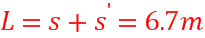 L = s + s' = 6.7m